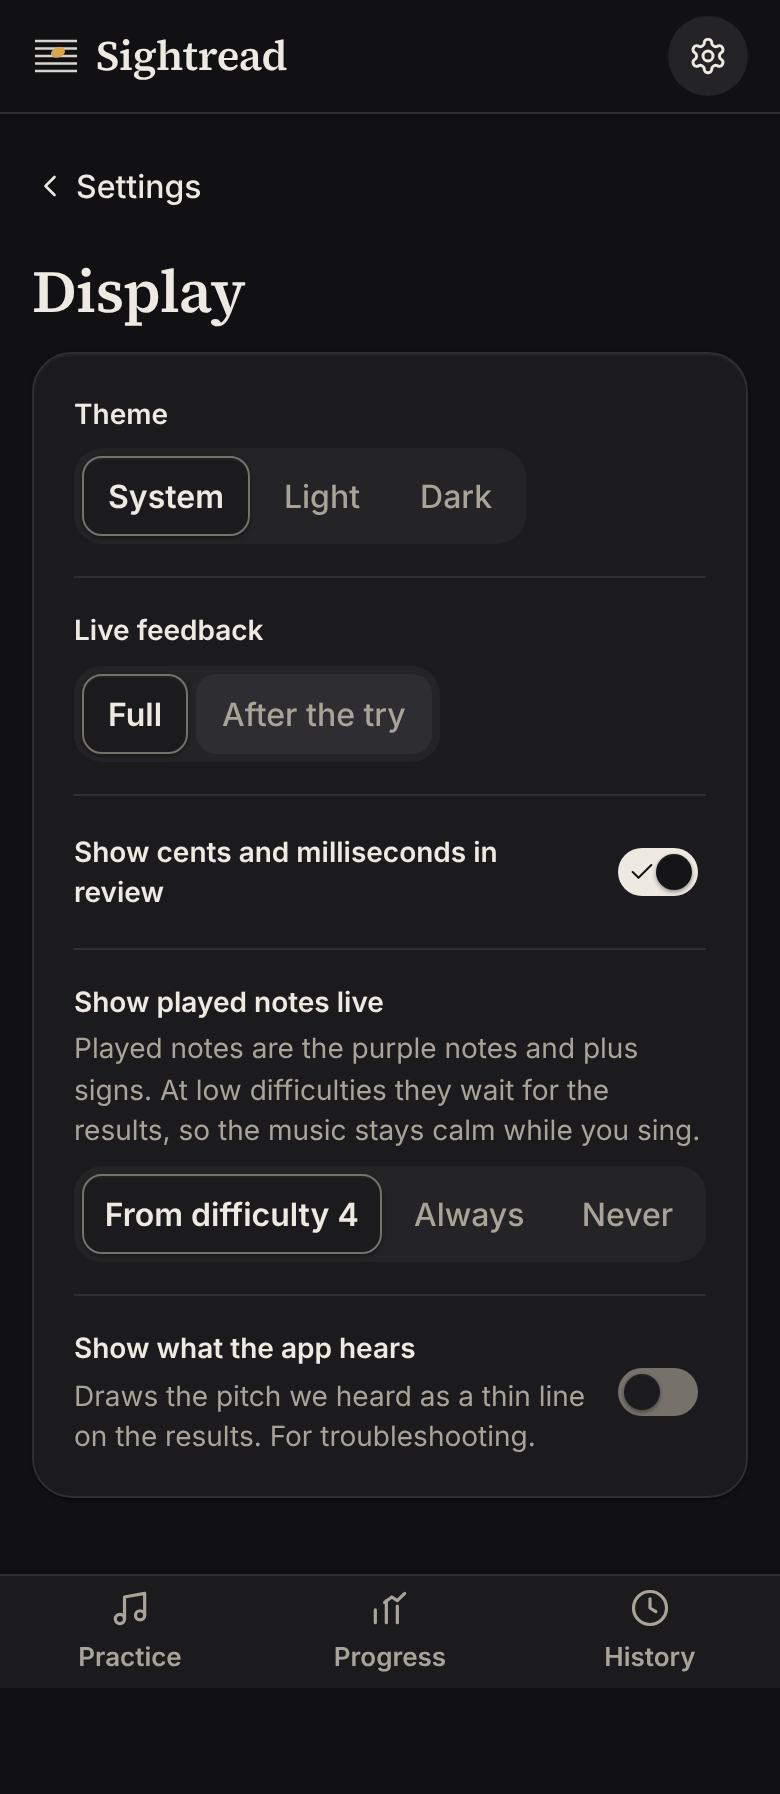 Sightread
Settings
Display
Theme
System Light Dark
Live feedback
Full After the try
Show cents and milliseconds in
review
Show played notes live
Played notes are the purple notes and plus
signs. At low difficulties they wait for the
results, so the music stays calm while you sing.
From difficulty 4 Always Never
Show what the app hears
Draws the pitch we heard as a thin line
on the results. For troubleshooting.
Practice Progress History